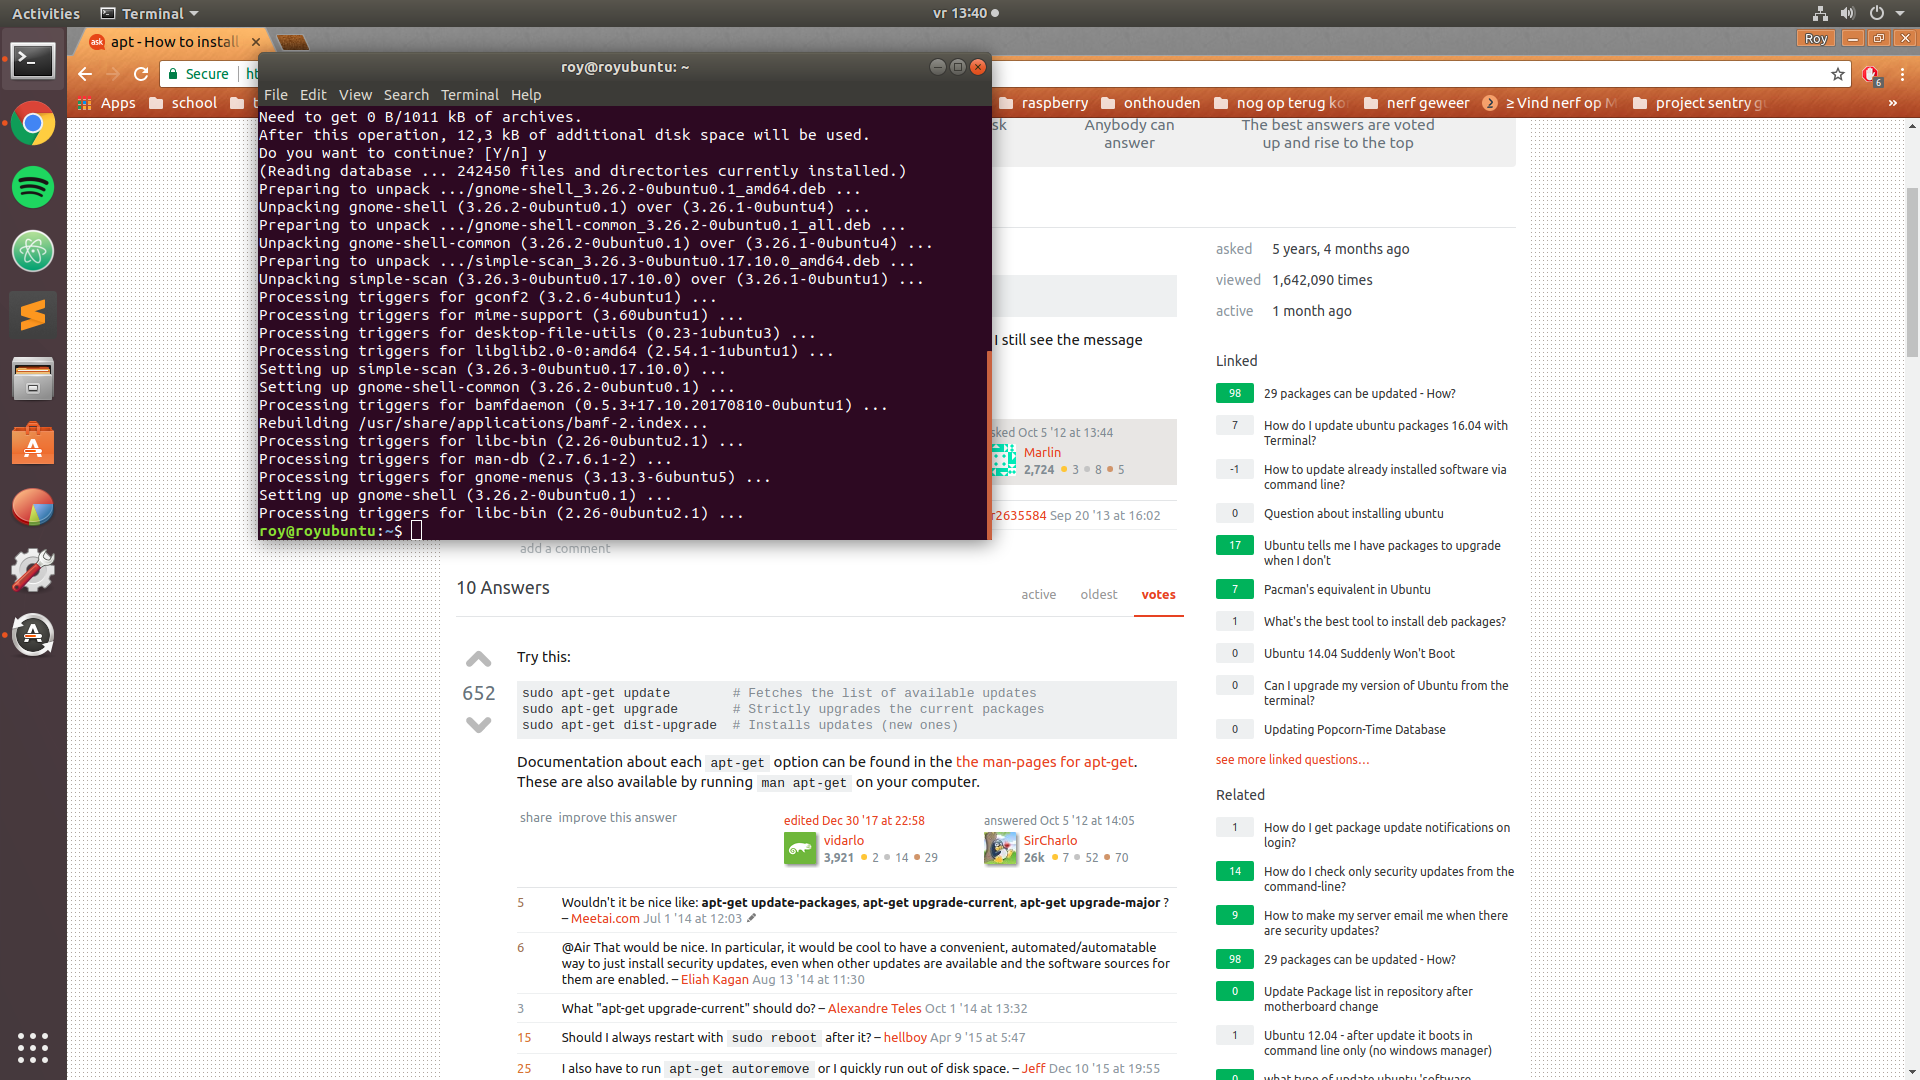 Activities Terminal
vr 13:40
apt - How to install
Roy
Secure
Apps school
raspberry onthouden nog op terug nerf geweer ≥ Vind nerf op project sentry »
roy@royubuntu: ~
File Edit View Search Terminal Help
Need to get 0 B/1011 kB of archives.
After this operation, 12,3 kB of additional disk space will be used.
Do you want to continue? [Y/n] y
(Reading database ... 242450 files and directories currently installed.)
Preparing to unpack .../gnome-shell_3.26.2-0ubuntu0.1_amd64.deb ...
Unpacking gnome-shell (3.26.2-0ubuntu0.1) over (3.26.1-0ubuntu4) ...
Preparing to unpack .../gnome-shell-common_3.26.2-0ubuntu0.1_all.deb ...
Unpacking gnome-shell-common (3.26.2-0ubuntu0.1) over (3.26.1-0ubuntu4) ...
Preparing to unpack .../simple-scan_3.26.3-0ubuntu0.17.10.0_amd64.deb ...
Unpacking simple-scan (3.26.3-0ubuntu0.17.10.0) over (3.26.1-0ubuntu1) ...
Processing triggers for gconf2 (3.2.6-4ubuntu1) ...
Processing triggers for mime-support (3.60ubuntu1) ...
Processing triggers for desktop-file-utils (0.23-1ubuntu3) ...
Processing triggers for libglib2.0-0:amd64 (2.54.1-1ubuntu1) ...
Setting up simple-scan (3.26.3-0ubuntu0.17.10.0) ...
Setting up gnome-shell-common (3.26.2-0ubuntu0.1) ...
Processing triggers for bamfdaemon (0.5.3+17.10.20170810-0ubuntu1) ...
Rebuilding /usr/share/applications/bamf-2.index...
Processing triggers for libc-bin (2.26-0ubuntu2.1) ...
Processing triggers for man-db (2.7.6.1-2) ...
Processing triggers for gnome-menus (3.13.3-6ubuntu5) ...
Setting up gnome-shell (3.26.2-0ubuntu0.1) ...
Processing triggers for libc-bin (2.26-0ubuntu2.1) ...
roy@royubuntu:~$
Anybody can
answer
The best answers are voted
up and rise to the top
I still see the message
Oct 5 '12 at 13:44
Marlin
2,724 3 8 5
r2635584 Sep 20 '13 at 16:02
add a comment
10 Answers
active oldest votes
652
Try this:
sudo apt-get update # Fetches the list of available updates
sudo apt-get upgrade # Strictly upgrades the current packages
sudo apt-get dist-upgrade # Installs updates (new ones)
Documentation about each apt-get option can be found in the the man-pages for apt-get.
These are also available by running man apt-get on your computer.
share improve this answer
edited Dec 30 '17 at 22:58
vidarlo
3,921 2 14 29
answered Oct 5 '12 at 14:05
SirCharlo
26k 7 52 70
5 Wouldn't it be nice like: apt-get update-packages, apt-get upgrade-current, apt-get upgrade-major ?
– Meetai.com Jul 1 '14 at 12:03
6 @Air That would be nice. In particular, it would be cool to have a convenient, automated/automatable
way to just install security updates, even when other updates are available and the software sources for
them are enabled. – Eliah Kagan Aug 13 '14 at 11:30
3 What "apt-get upgrade-current" should do? – Alexandre Teles Oct 1 '14 at 13:32
15 Should I always restart with sudo reboot after it? – hellboy Apr 9 '15 at 5:47
25 I also have to run apt-get autoremove or I quickly run out of disk space. – Jeff Dec 10 '15 at 19:55
asked 5 years, 4 months ago
viewed 1,642,090 times
active 1 month ago
Linked
98 29 packages can be updated - How?
7 How do I update ubuntu packages 16.04 with
Terminal?
-1 How to update already installed software via
command line?
0 Question about installing ubuntu
17 Ubuntu tells me I have packages to upgrade
when I don't
7 Pacman's equivalent in Ubuntu
1 What's the best tool to install deb packages?
0 Ubuntu 14.04 Suddenly Won't Boot
0 Can I upgrade my version of Ubuntu from the
terminal?
0 Updating Popcorn-Time Database
see more linked questions…
Related
1 How do I get package update notifications on
login?
14 How do I check only security updates from the
command-line?
9 How to make my server email me when there
are security updates?
98 29 packages can be updated - How?
0 Update Package list in repository after
motherboard change
1 Ubuntu 12.04 - after update it boots in
command line only (no windows manager)
0 what type of update ubuntu 'software